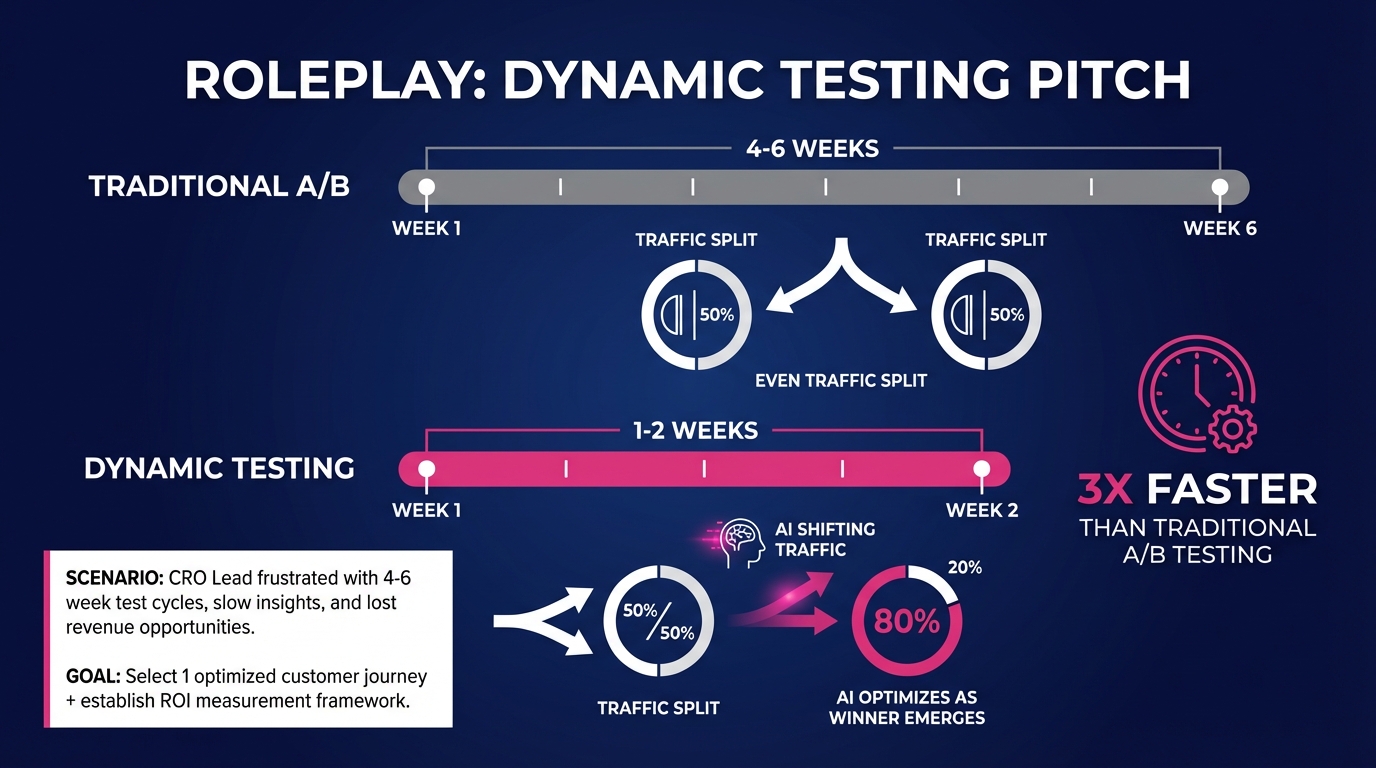 ROLEPLAY: DYNAMIC TESTING PITCH
4-6 WEEKS
TRADITIONAL A/B
WEEK 1
WEEK 6
TRAFFIC SPLIT
TRAFFIC SPLIT
50%
50%
EVEN TRAFFIC SPLIT
1-2 WEEKS
DYNAMIC TESTING
WEEK 1
WEEK 2
3X FASTER
THAN TRADITIONAL
A/B TESTING
AI SHIFTING
TRAFFIC
50%/
50%
TRAFFIC SPLIT
20%
80%
AI OPTIMIZES AS
WINNER EMERGES
SCENARIO: CRO Lead frustrated with 4-6
week test cycles, slow insights, and lost
revenue opportunities.
GOAL: Select 1 optimized customer journey
+ establish ROI measurement framework.